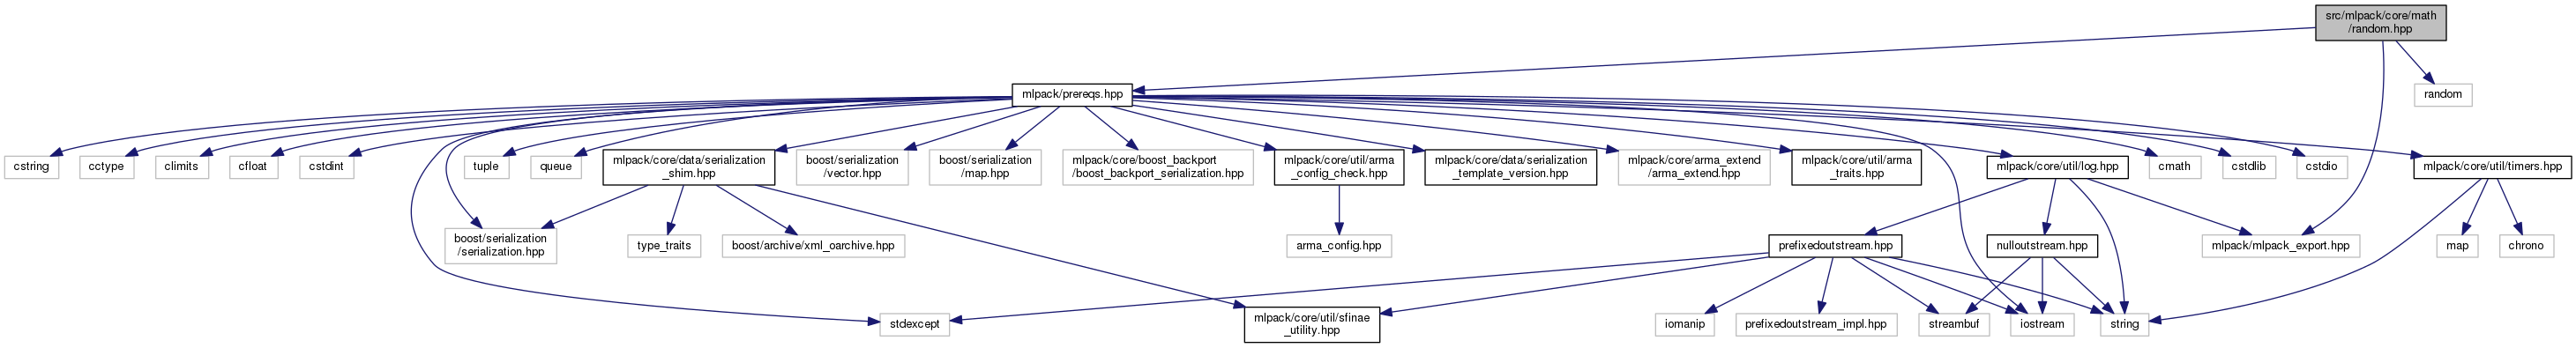 src/mlpack/core/math
/random.hpp
mlpack/prereqs.hpp
random
cstring
cctype
climits
cfloat
cstdint
tuple
queue
mlpack/core/data/serialization
_shim.hpp
boost/serialization
/vector.hpp
boost/serialization
/map.hpp
mlpack/core/boost_backport
/boost_backport_serialization.hpp
mlpack/core/util/arma
_config_check.hpp
mlpack/core/data/serialization
_template_version.hpp
mlpack/core/arma_extend
/arma_extend.hpp
mlpack/core/util/arma
_traits.hpp
mlpack/core/util/log.hpp
cmath
cstdlib
cstdio
mlpack/core/util/timers.hpp
boost/serialization
/serialization.hpp
type_traits
boost/archive/xml_oarchive.hpp
arma_config.hpp
prefixedoutstream.hpp
nulloutstream.hpp
mlpack/mlpack_export.hpp
map
chrono
stdexcept
mlpack/core/util/sfinae
_utility.hpp
iomanip
prefixedoutstream_impl.hpp
streambuf
iostream
string